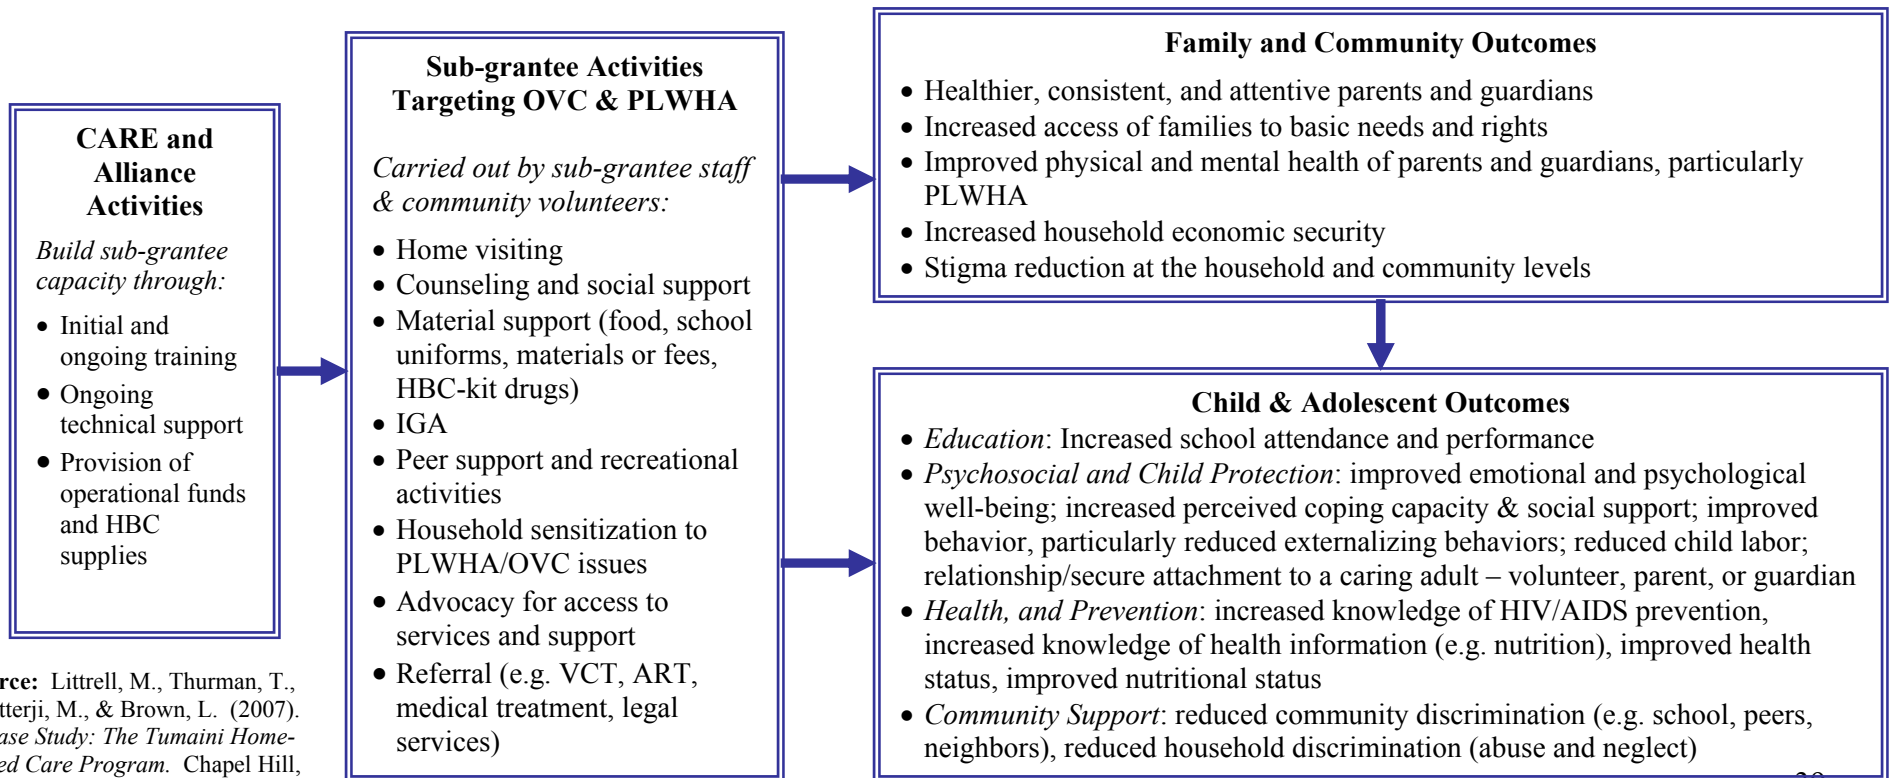 CARE and
Alliance
Activities
Build sub-grantee
capacity through:
• Initial and
ongoing training
• Ongoing
technical support
• Provision of
operational funds
and HBC
supplies
rce: Littrell, M., Thurman, T.,
tterji, M., & Brown, L. (2007).
ase Study: The Tumaini Home-
ed Care Program. Chapel Hill,
Sub-grantee Activities
Targeting OVC & PLWHA
Carried out by sub-grantee staff
& community volunteers:
• Home visiting
• Counseling and social support
• Material support (food, school
uniforms, materials or fees,
HBC-kit drugs)
• IGA
• Peer support and recreational
activities
• Household sensitization to
PLWHA/OVC issues
• Advocacy for access to
services and support
• Referral (e.g. VCT, ART,
medical treatment, legal
services)
Family and Community Outcomes
• Healthier, consistent, and attentive parents and guardians
• Increased access of families to basic needs and rights
• Improved physical and mental health of parents and guardians, particularly
PLWHA
• Increased household economic security
• Stigma reduction at the household and community levels
Child & Adolescent Outcomes
• Education: Increased school attendance and performance
• Psychosocial and Child Protection: improved emotional and psychological
well-being; increased perceived coping capacity & social support; improved
behavior, particularly reduced externalizing behaviors; reduced child labor;
relationship/secure attachment to a caring adult – volunteer, parent, or guardian
• Health, and Prevention: increased knowledge of HIV/AIDS prevention,
increased knowledge of health information (e.g. nutrition), improved health
status, improved nutritional status
• Community Support: reduced community discrimination (e.g. school, peers,
neighbors), reduced household discrimination (abuse and neglect)